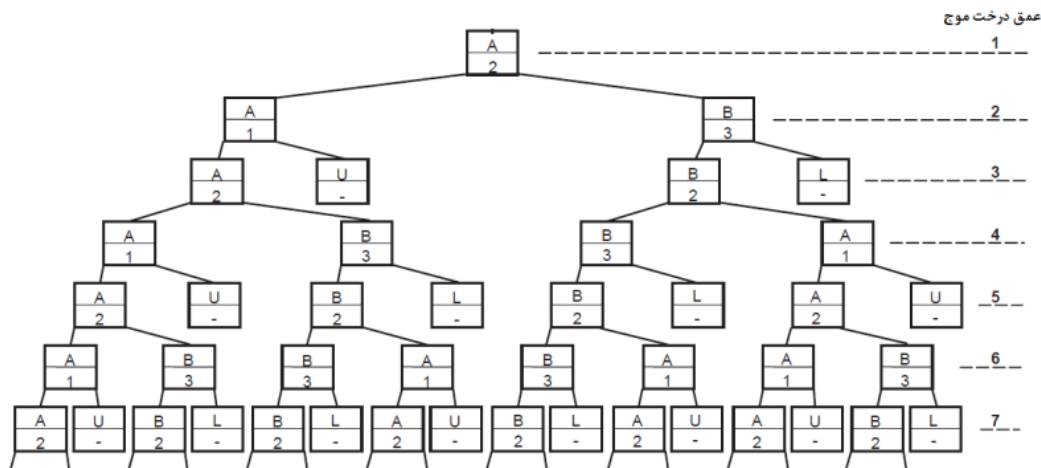 عمق درخت موج
A 1
2
A B 2
1 3
A U B L 3
2 - 2 -
A B B A 4
1 3 3 1
A U B L B L A U 5
2 - 2 - 2 - 2 -
A B B A B A A B 6
1 3 3 1 3 1 1 3
A U B L B L A U B L A U A U B L 7
2 - 2 - 2 - 2 - 2 - 2 - 2 - 2 -